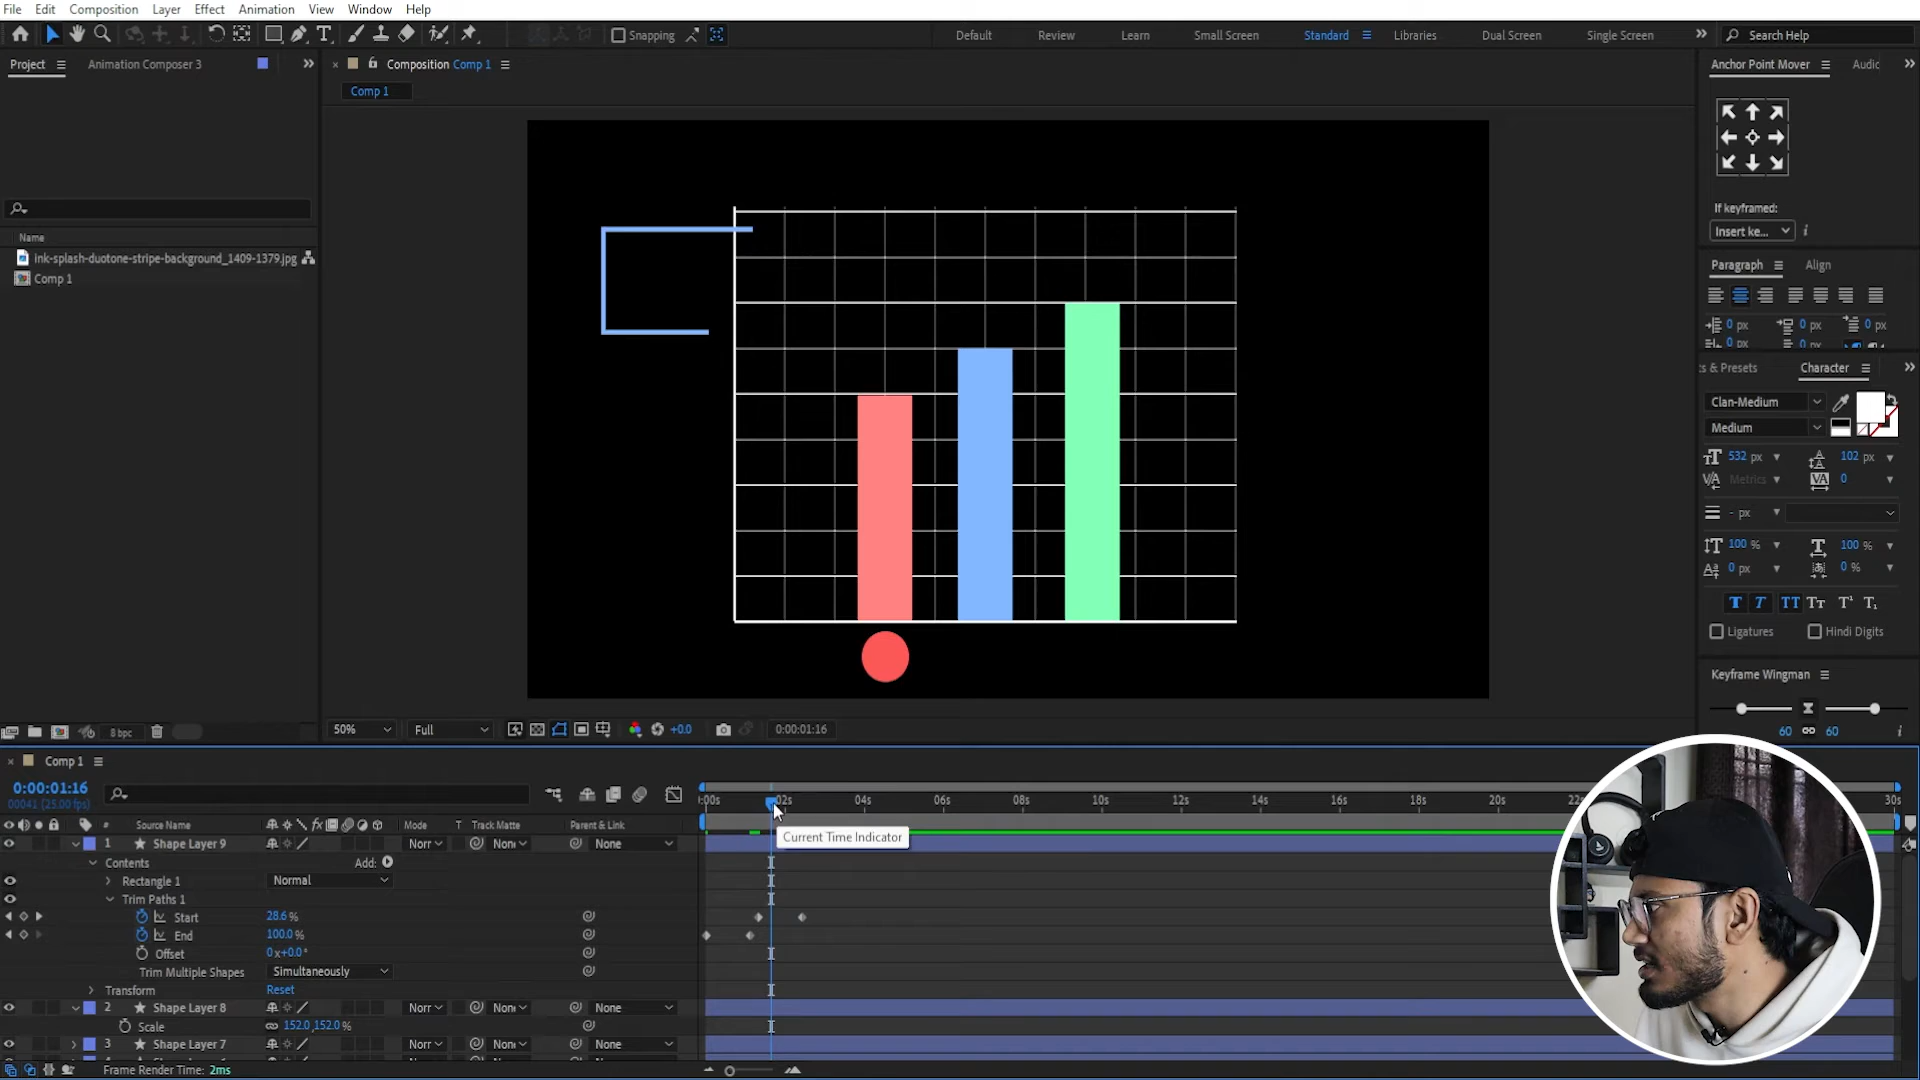 File Edit Composition Layer Effect Animation View Window Help
Snapping Default Review Learn Small Screen Standard Libraries Dual Screen Single Screen Search Help
Project Animation Composer 3
Composition Comp 1
Comp 1
Name
ink-splash-duotone-stripe-background_1409-1379.jpg
Comp 1
8 bpc
50% Full +0.0 0:00:01:16
Anchor Point Mover Audic
If keyframed:
Insert ke...
Paragraph Align
0 px 0 px 0 px
0 px 0 px
s & Presets Character
Clan-Medium
Medium
532 px 102 px
Metrics 0
- px
100 % 100 %
0 px 0 %
Ligatures Hindi Digits
Keyframe Wingman
60 60
Comp 1
0:00:01:16
00041 (25.00 fps)
:00s 02s 04s 06s 08s 10s 12s 14s 16s 18s 20s 22s 30s
Current Time Indicator
# Source Name Mode T Track Matte Parent & Link
1 Shape Layer 9 Norr None None
Contents Add:
Rectangle 1 Normal
Trim Paths 1
Start 28.6 %
End 100.0 %
Offset 0x+0.0°
Trim Multiple Shapes Simultaneously
Transform Reset
2 Shape Layer 8 Norr None None
Scale 152.0,152.0 %
3 Shape Layer 7 Norr None None
Frame Render Time: 2ms